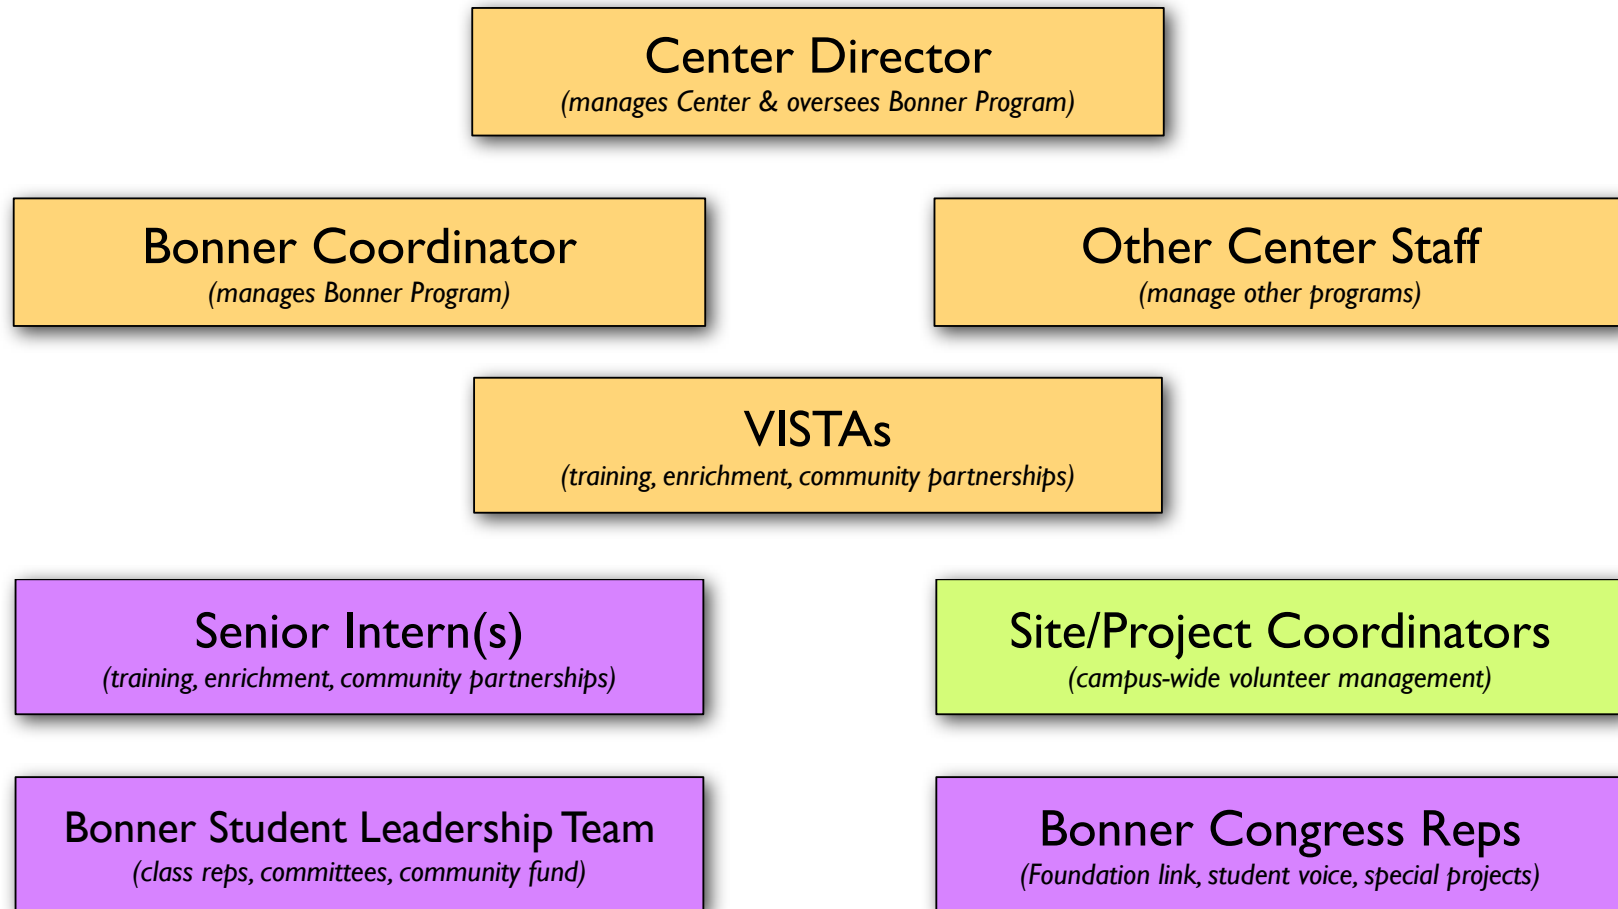 Center Director
(manages Center & oversees Bonner Program)
Bonner Coordinator
(manages Bonner Program)
Other Center Staff
(manage other programs)
VISTAs
(training, enrichment, community partnerships)
Senior Intern(s)
(training, enrichment, community partnerships)
Site/Project Coordinators
(campus-wide volunteer management)
Bonner Student Leadership Team
(class reps, committees, community fund)
Bonner Congress Reps
(Foundation link, student voice, special projects)